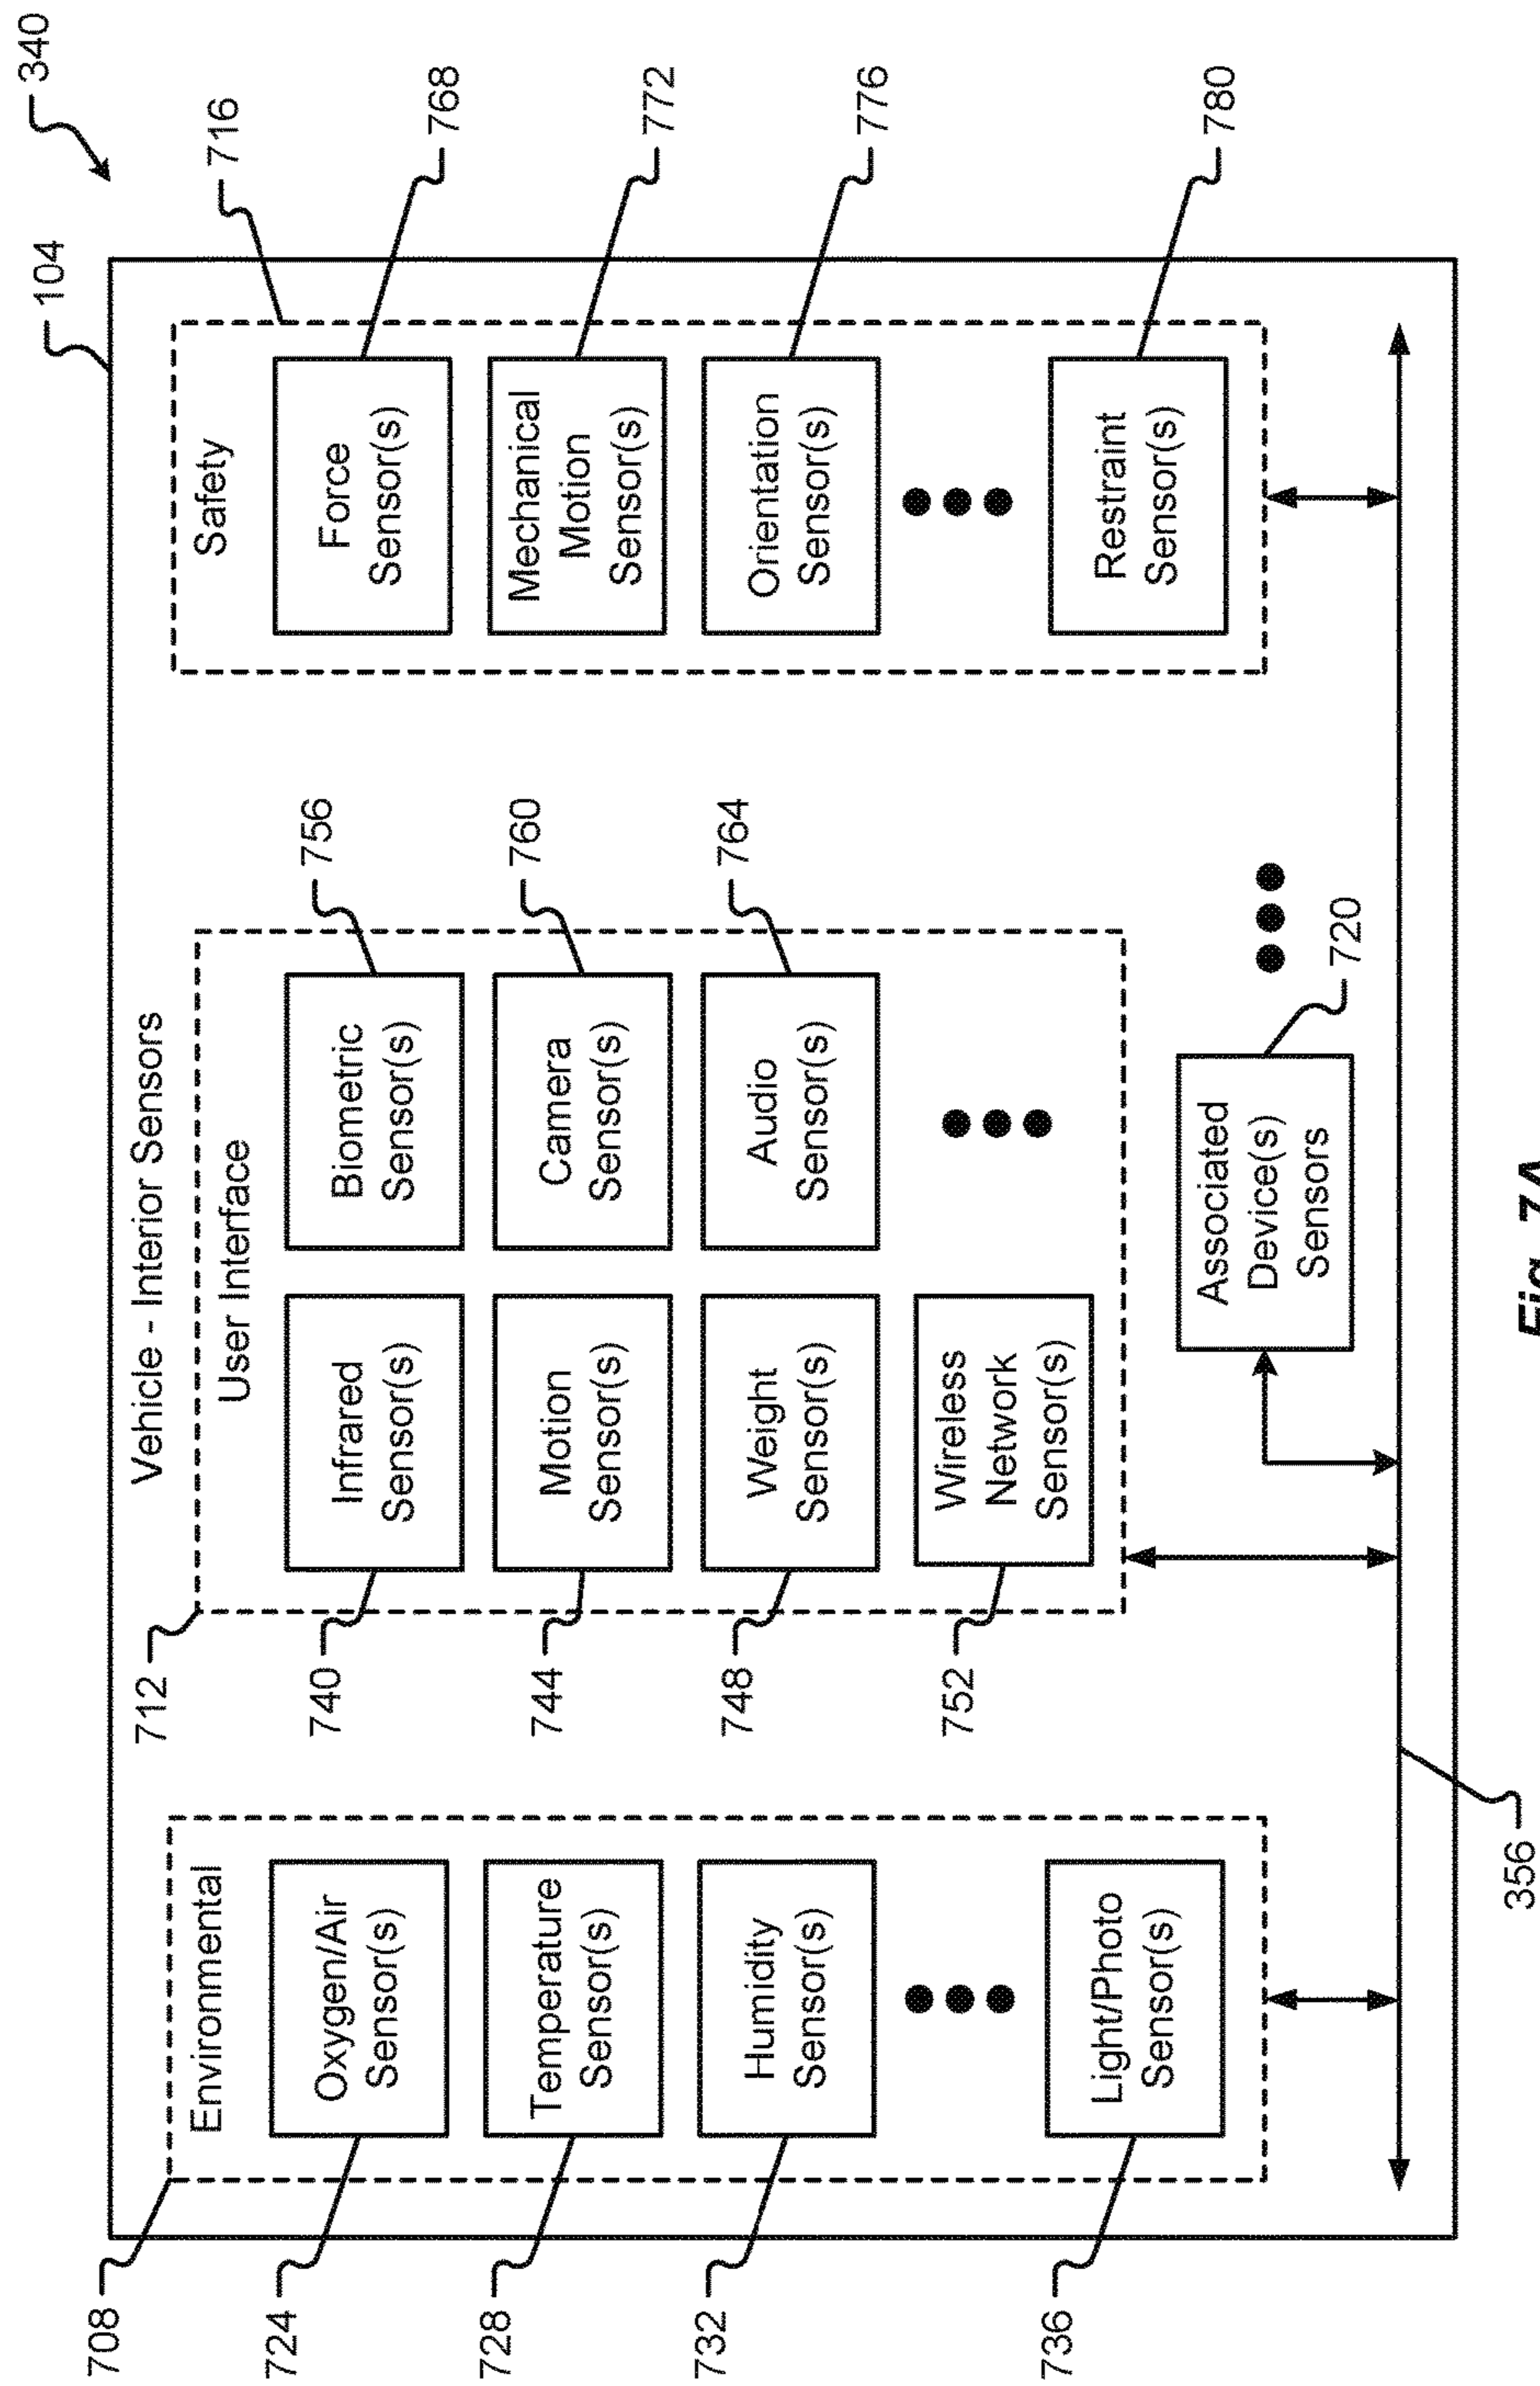 340
104
Vehicle - Interior Sensors
708
Environmental
724
Oxygen/Air
Sensor(s)
728
Temperature
Sensor(s)
732
Humidity
Sensor(s)
736
Light/Photo
Sensor(s)
712
User Interface
740
Infrared
Sensor(s)
756
Biometric
Sensor(s)
744
Motion
Sensor(s)
760
Camera
Sensor(s)
748
Weight
Sensor(s)
764
Audio
Sensor(s)
752
Wireless
Network
Sensor(s)
716
Safety
768
Force
Sensor(s)
772
Mechanical
Motion
Sensor(s)
776
Orientation
Sensor(s)
780
Restraint
Sensor(s)
720
Associated
Device(s)
Sensors
356
Fig. 7A